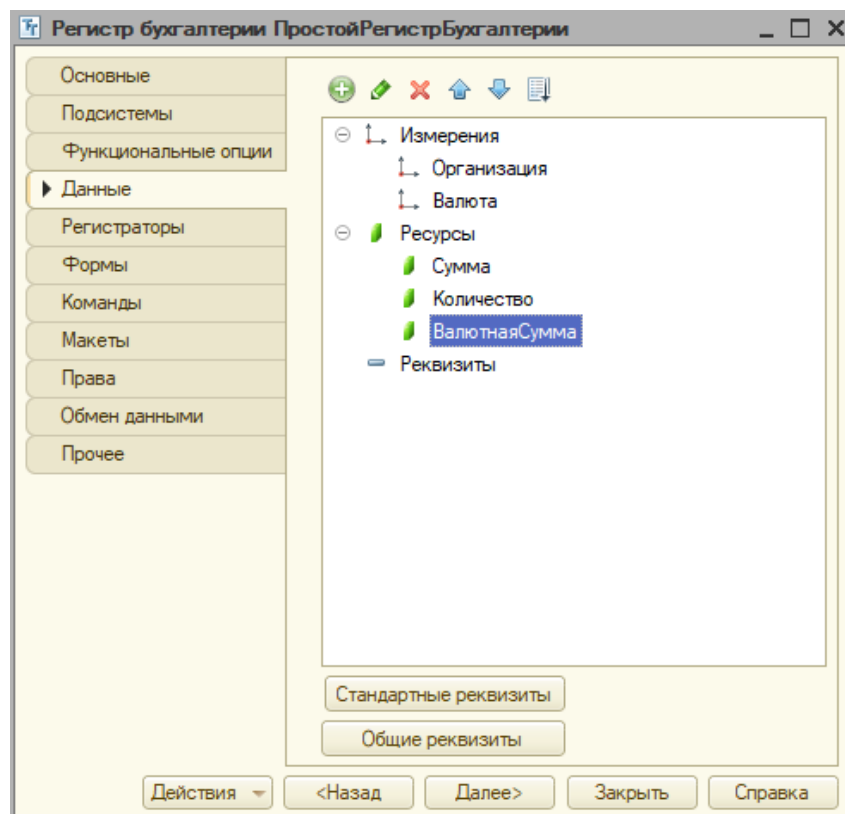 Регистр бухгалтерии ПростойРегистрБухгалтерии
Основные
Подсистемы
Функциональные опции
Данные
Регистраторы
Формы
Команды
Макеты
Права
Обмен данными
Прочее
Измерения
Организация
Валюта
Ресурсы
Сумма
Количество
ВалютнаяСумма
Реквизиты
Стандартные реквизиты
Общие реквизиты
Действия <Назад Далее> Закрыть Справка